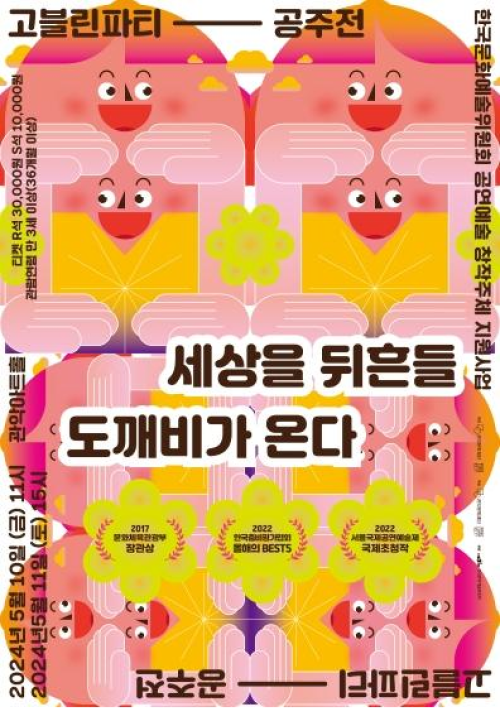 고블린파티 —— 공주전
한국문화예술위원회 공연예술 창작주체 지원사업
티켓 R석 30,000원 S석 10,000원
관람연령 만 3세 이상(36개월 이상)
세상을 뒤흔들
도깨비가 온다
관악아트홀
2024년 5월 10일 (금) 11시
2024년 5월 11일 (토) 15시
2017
문화체육관광부
장관상
2022
한국춤비평가협회
올해의 BEST5
2022
서울국제공연예술제
국제초청작
고블린파티 —— 공주전